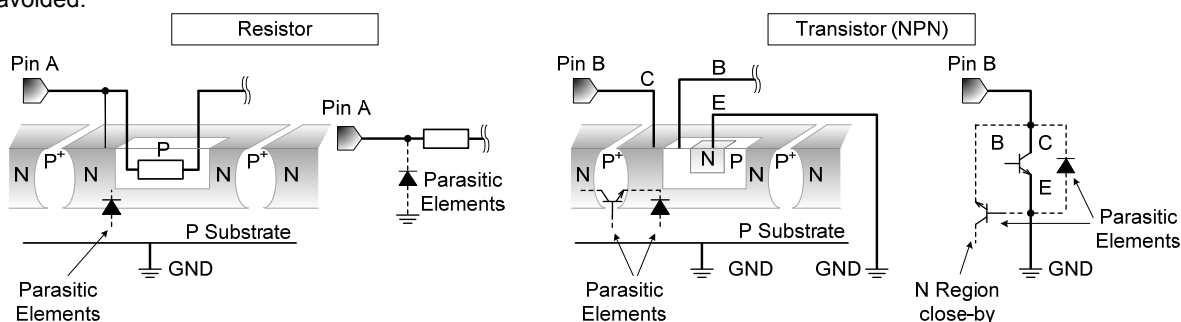 avoided.
Resistor
Transistor (NPN)
Pin A
Pin A
N P+ N P N P+ N
Parasitic
Elements
P Substrate
GND
Parasitic
Elements
Pin B
C
B
E
N P+ N P N P+ N
P Substrate
GND
GND
Parasitic
Elements
Pin B
B
C
E
Parasitic
Elements
GND
N Region
close-by